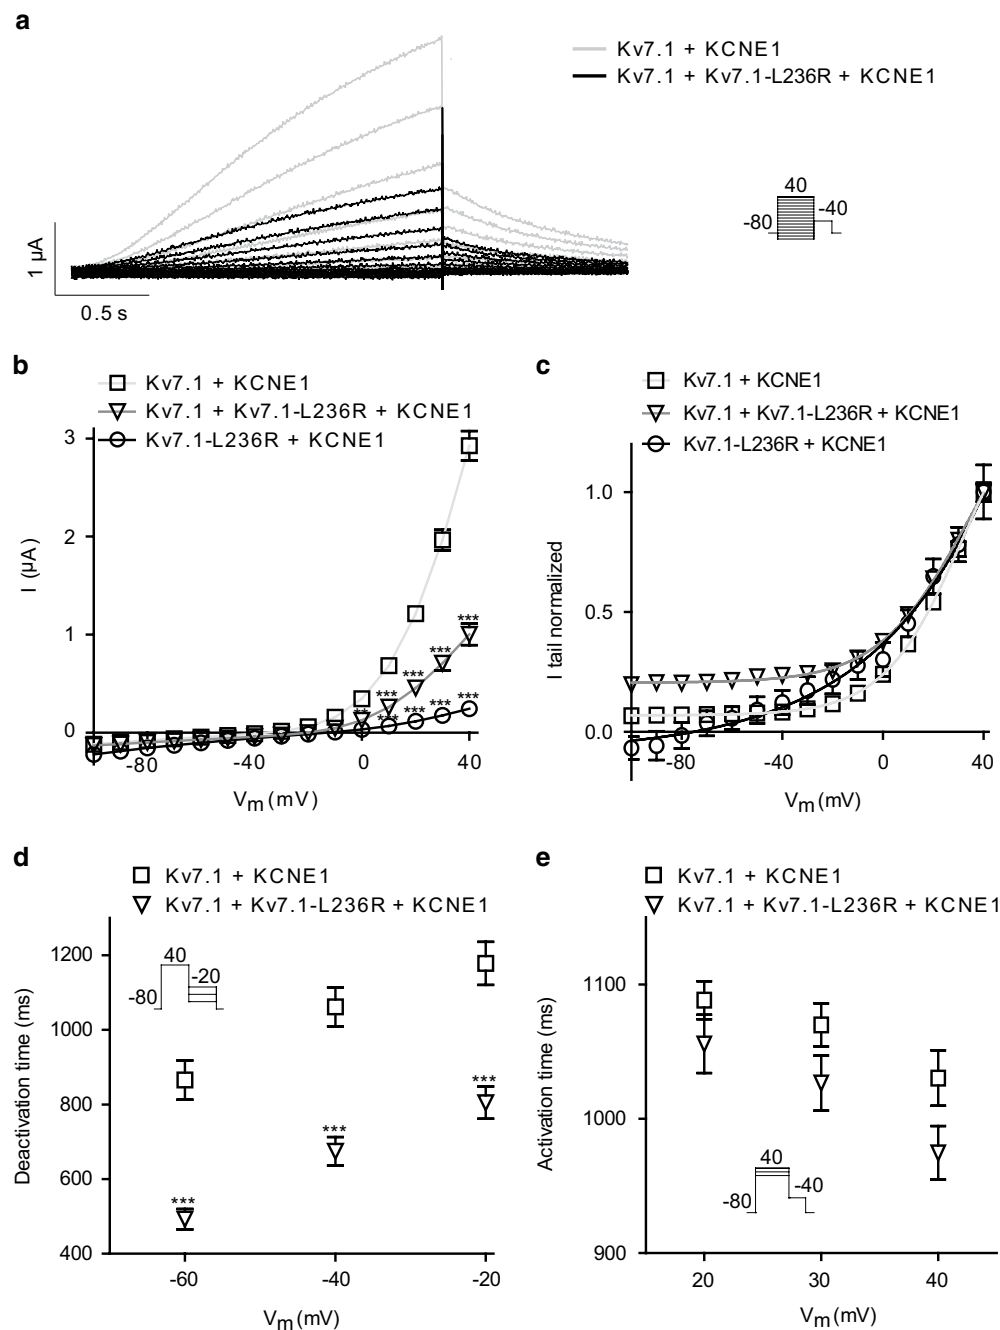 a
Kv7.1 + KCNE1
Kv7.1 + Kv7.1-L236R + KCNE1
40
-40
-80
1 µA
0.5 s
b
Kv7.1 + KCNE1
Kv7.1 + Kv7.1-L236R + KCNE1
Kv7.1-L236R + KCNE1
3
2
1
0
I (µA)
-80
-40
0
40
*** *** *** *** **
*** *** *** *** ***
Vm (mV)
c
Kv7.1 + KCNE1
Kv7.1 + Kv7.1-L236R + KCNE1
Kv7.1-L236R + KCNE1
1.0
0.5
0.0
I tail normalized
-80
-40
0
40
Vm (mV)
d
Kv7.1 + KCNE1
Kv7.1 + Kv7.1-L236R + KCNE1
1200
1000
800
600
400
Deactivation time (ms)
40
-20
-80
***
***
***
-60
-40
-20
Vm (mV)
e
Kv7.1 + KCNE1
Kv7.1 + Kv7.1-L236R + KCNE1
1100
1000
900
Activation time (ms)
40
-40
-80
20
30
40
Vm (mV)